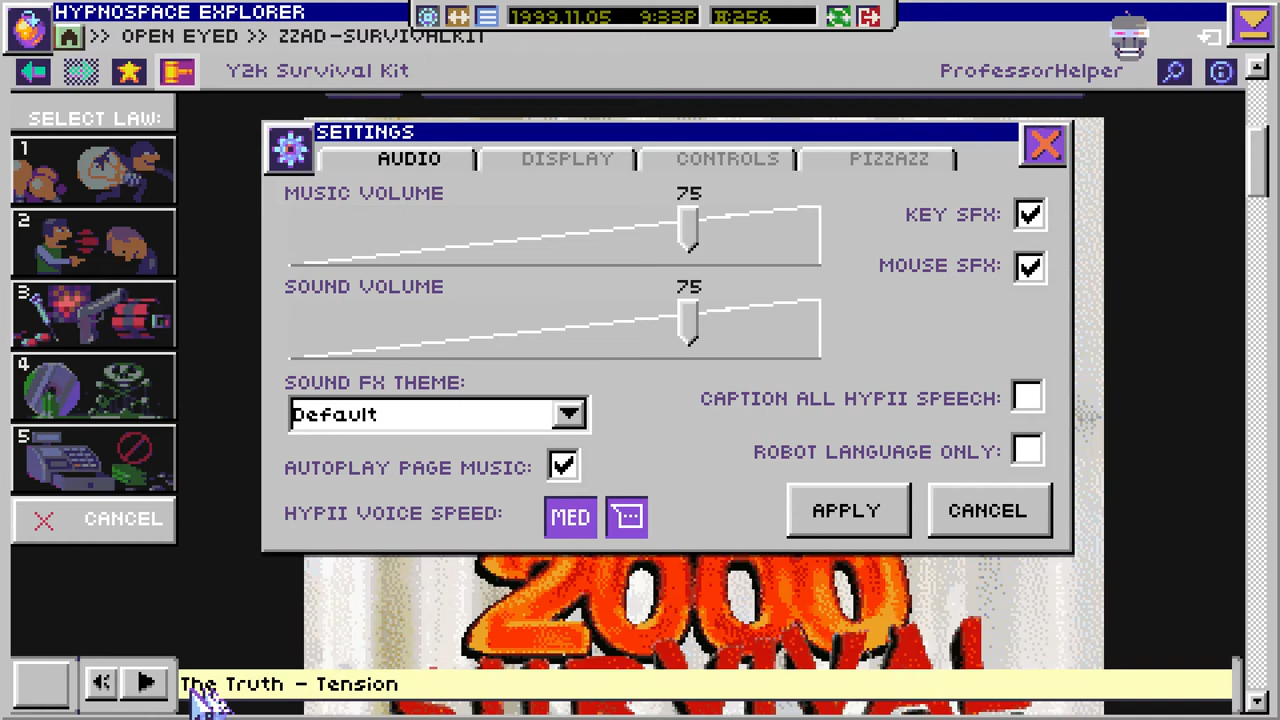 HYPNOSPACE EXPLORER
1999.11.05 9:33P
256
>> OPEN EYED >> ZZAD-SURVIVALKIT
Y2k Survival Kit
ProfessorHelper
SELECT LAW:
1
2
3
4
5
CANCEL
SETTINGS
AUDIO DISPLAY CONTROLS PIZZAZZ
MUSIC VOLUME
75
KEY SFX:
MOUSE SFX:
SOUND VOLUME
75
SOUND FX THEME:
Default
CAPTION ALL HYPII SPEECH:
ROBOT LANGUAGE ONLY:
AUTOPLAY PAGE MUSIC:
HYPII VOICE SPEED:
MED
APPLY
CANCEL
2000
SURVIVAL
The Truth - Tension